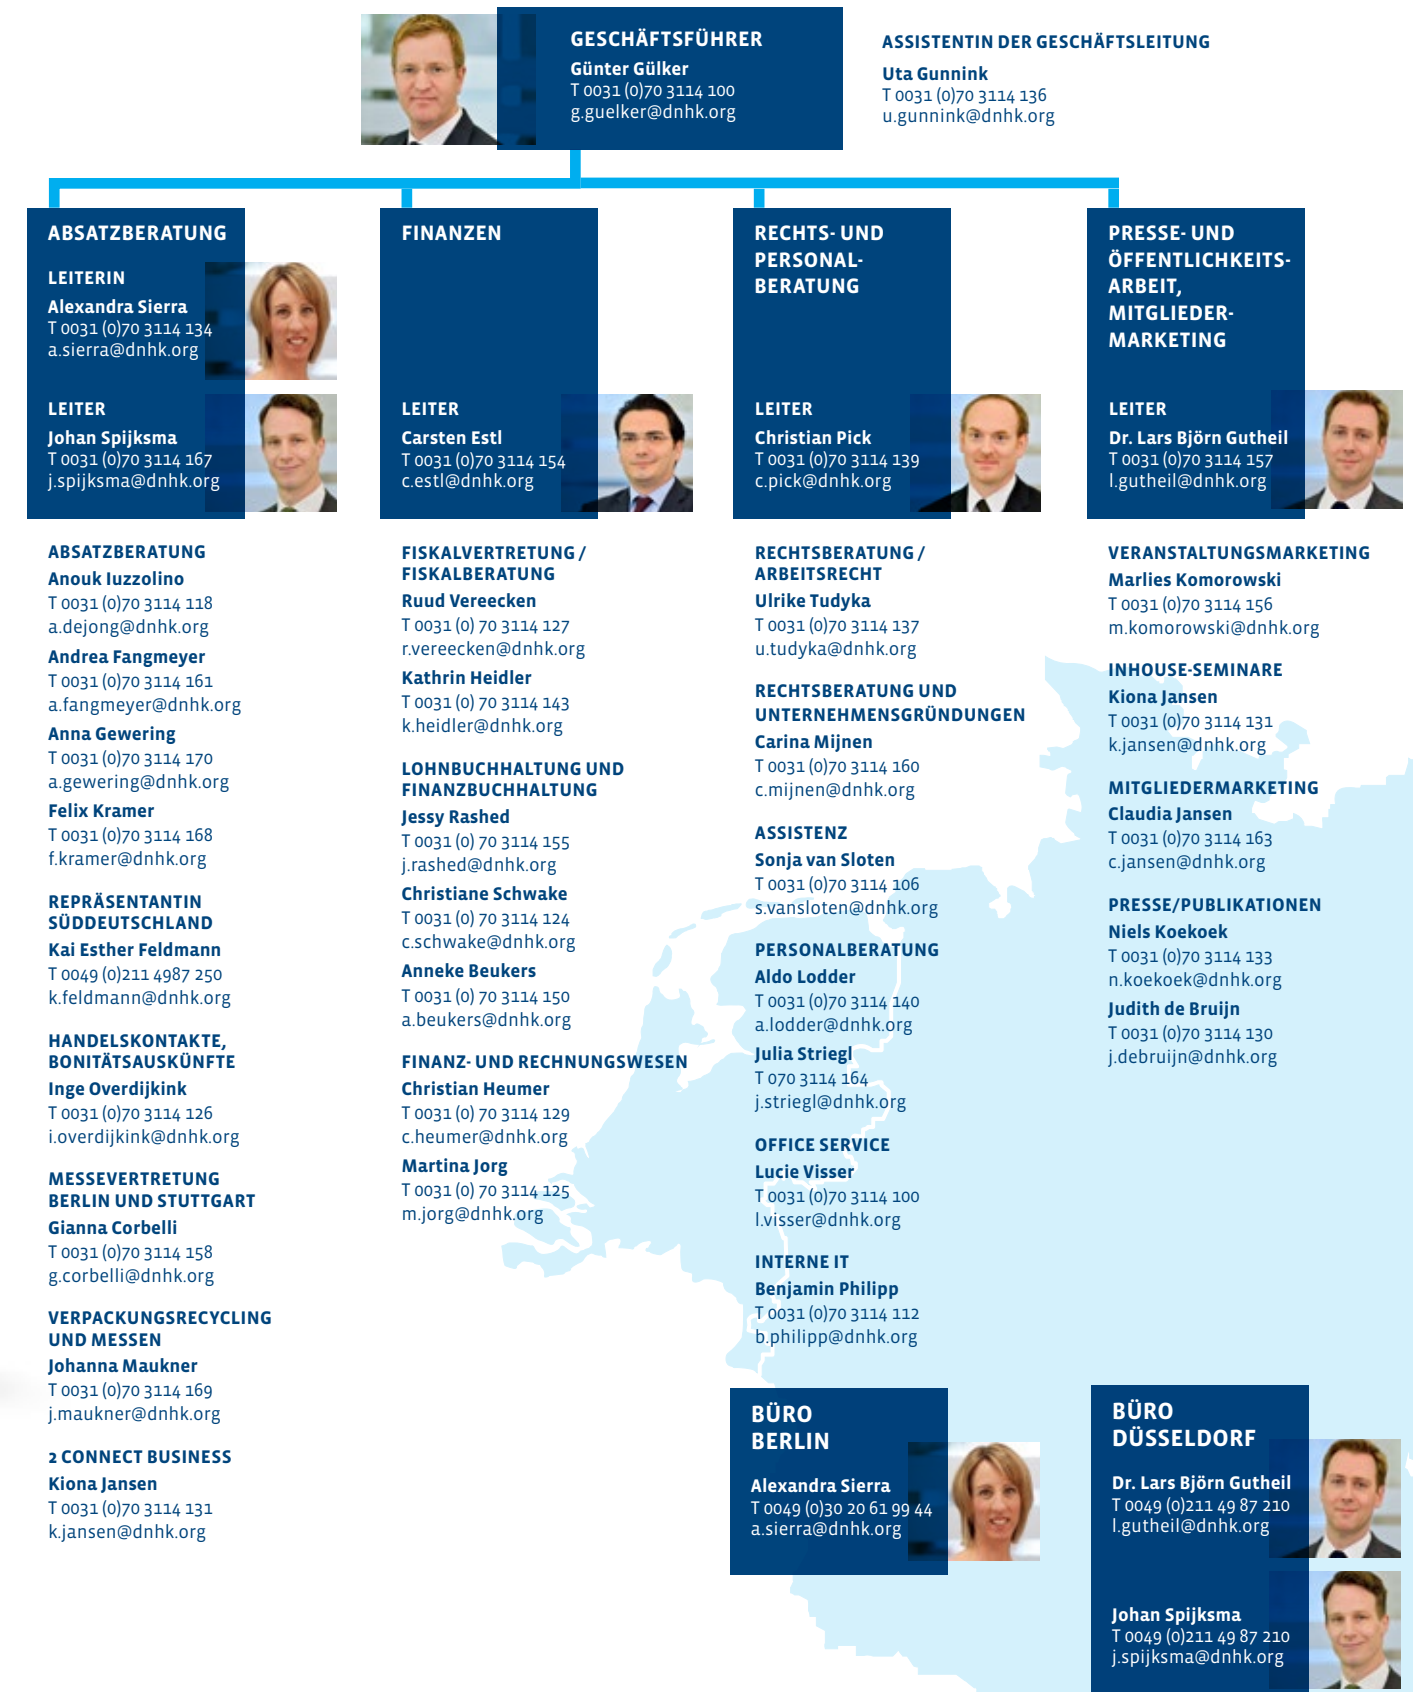 GESCHÄFTSFÜHRER
Günter Gülker
T 0031 (0)70 3114 100
g.guelker@dnhk.org
ASSISTENTIN DER GESCHÄFTSLEITUNG
Uta Gunnink
T 0031 (0)70 3114 136
u.gunnink@dnhk.org
ABSATZBERATUNG
LEITERIN
Alexandra Sierra
T 0031 (0)70 3114 134
a.sierra@dnhk.org
LEITER
Johan Spijksma
T 0031 (0)70 3114 167
j.spijksma@dnhk.org
ABSATZBERATUNG
Anouk Iuzzolino
T 0031 (0)70 3114 118
a.dejong@dnhk.org
Andrea Fangmeyer
T 0031 (0)70 3114 161
a.fangmeyer@dnhk.org
Anna Gewering
T 0031 (0)70 3114 170
a.gewering@dnhk.org
Felix Kramer
T 0031 (0)70 3114 168
f.kramer@dnhk.org
REPRÄSENTANTIN
SÜDDEUTSCHLAND
Kai Esther Feldmann
T 0049 (0)211 4987 250
k.feldmann@dnhk.org
HANDELSKONTAKTE,
BONITÄTSAUSKÜNFTE
Inge Overdijkink
T 0031 (0)70 3114 126
i.overdijkink@dnhk.org
MESSEVERTRETUNG
BERLIN UND STUTTGART
Gianna Corbelli
T 0031 (0)70 3114 158
g.corbelli@dnhk.org
VERPACKUNGSRECYCLING
UND MESSEN
Johanna Maukner
T 0031 (0)70 3114 169
j.maukner@dnhk.org
2 CONNECT BUSINESS
Kiona Jansen
T 0031 (0)70 3114 131
k.jansen@dnhk.org
FINANZEN
LEITER
Carsten Estl
T 0031 (0)70 3114 154
c.estl@dnhk.org
FISKALVERTRETUNG /
FISKALBERATUNG
Ruud Vereecken
T 0031 (0) 70 3114 127
r.vereecken@dnhk.org
Kathrin Heidler
T 0031 (0) 70 3114 143
k.heidler@dnhk.org
LOHNBUCHHALTUNG UND
FINANZBUCHHALTUNG
Jessy Rashed
T 0031 (0) 70 3114 155
j.rashed@dnhk.org
Christiane Schwake
T 0031 (0) 70 3114 124
c.schwake@dnhk.org
Anneke Beukers
T 0031 (0) 70 3114 150
a.beukers@dnhk.org
FINANZ- UND RECHNUNGSWESEN
Christian Heumer
T 0031 (0) 70 3114 129
c.heumer@dnhk.org
Martina Jorg
T 0031 (0) 70 3114 125
m.jorg@dnhk.org
RECHTS- UND
PERSONAL-
BERATUNG
LEITER
Christian Pick
T 0031 (0)70 3114 139
c.pick@dnhk.org
RECHTSBERATUNG /
ARBEITSRECHT
Ulrike Tudyka
T 0031 (0)70 3114 137
u.tudyka@dnhk.org
RECHTSBERATUNG UND
UNTERNEHMENSGRÜNDUNGEN
Carina Mijnen
T 0031 (0)70 3114 160
c.mijnen@dnhk.org
ASSISTENZ
Sonja van Sloten
T 0031 (0)70 3114 106
s.vansloten@dnhk.org
PERSONALBERATUNG
Aldo Lodder
T 0031 (0)70 3114 140
a.lodder@dnhk.org
Julia Striegl
T 070 3114 164
j.striegl@dnhk.org
OFFICE SERVICE
Lucie Visser
T 0031 (0)70 3114 100
l.visser@dnhk.org
INTERNE IT
Benjamin Philipp
T 0031 (0)70 3114 112
b.philipp@dnhk.org
PRESSE- UND
ÖFFENTLICHKEITS-
ARBEIT,
MITGLIEDER-
MARKETING
LEITER
Dr. Lars Björn Gutheil
T 0031 (0)70 3114 157
l.gutheil@dnhk.org
VERANSTALTUNGSMARKETING
Marlies Komorowski
T 0031 (0)70 3114 156
m.komorowski@dnhk.org
INHOUSE-SEMINARE
Kiona Jansen
T 0031 (0)70 3114 131
k.jansen@dnhk.org
MITGLIEDERMARKETING
Claudia Jansen
T 0031 (0)70 3114 163
c.jansen@dnhk.org
PRESSE/PUBLIKATIONEN
Niels Koekoek
T 0031 (0)70 3114 133
n.koekoek@dnhk.org
Judith de Bruijn
T 0031 (0)70 3114 130
j.debruijn@dnhk.org
BÜRO
BERLIN
Alexandra Sierra
T 0049 (0)30 20 61 99 44
a.sierra@dnhk.org
BÜRO
DÜSSELDORF
Dr. Lars Björn Gutheil
T 0049 (0)211 49 87 210
l.gutheil@dnhk.org
Johan Spijksma
T 0049 (0)211 49 87 210
j.spijksma@dnhk.org